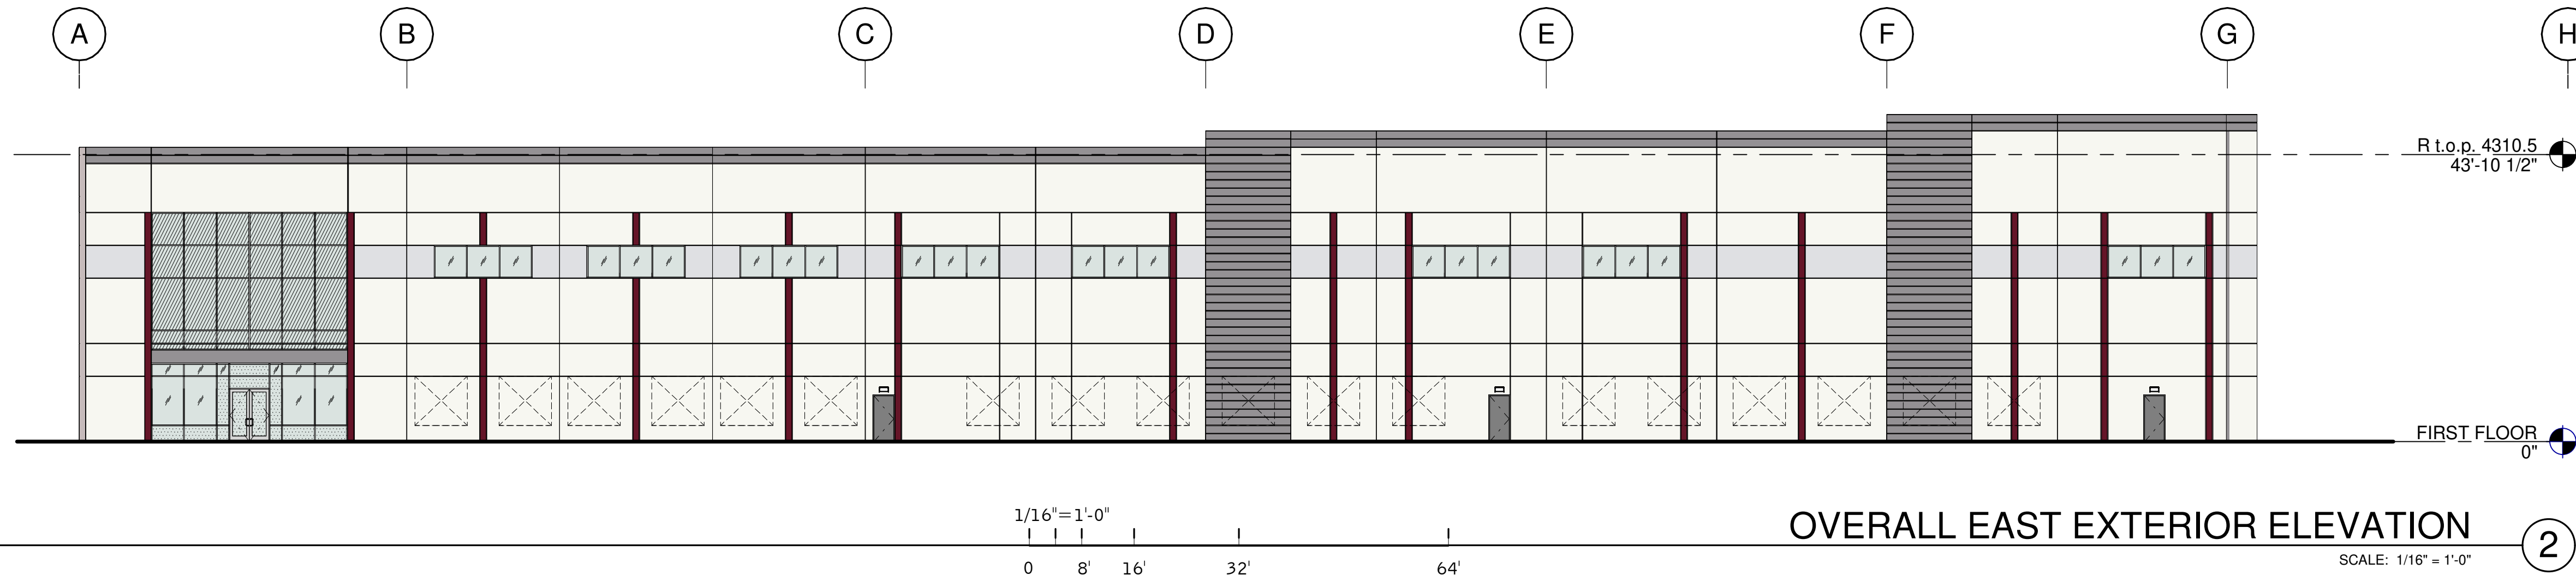 A B C D E F G H
R t.o.p. 4310.5
43'-10 1/2"
FIRST FLOOR
0"
1/16"=1'-0"
0 8' 16' 32' 64'
OVERALL EAST EXTERIOR ELEVATION
2
SCALE: 1/16" = 1'-0"